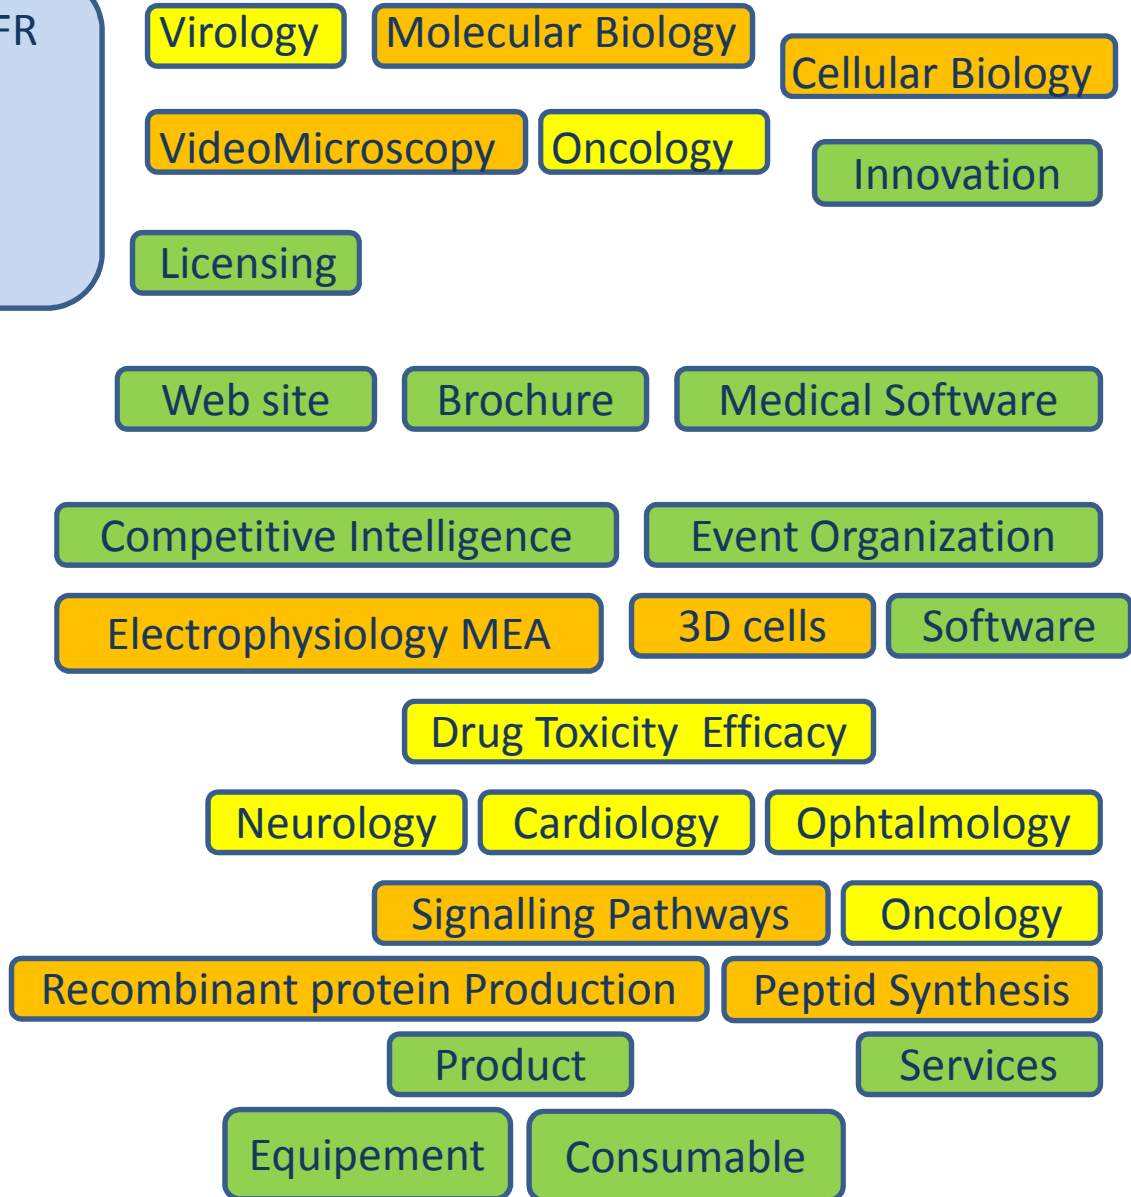 FR
Virology
Molecular Biology
Cellular Biology
VideoMicroscopy
Oncology
Innovation
Licensing
Web site
Brochure
Medical Software
Competitive Intelligence
Event Organization
Electrophysiology MEA
3D cells
Software
Drug Toxicity Efficacy
Neurology
Cardiology
Ophtalmology
Signalling Pathways
Oncology
Recombinant protein Production
Peptid Synthesis
Product
Services
Equipement
Consumable